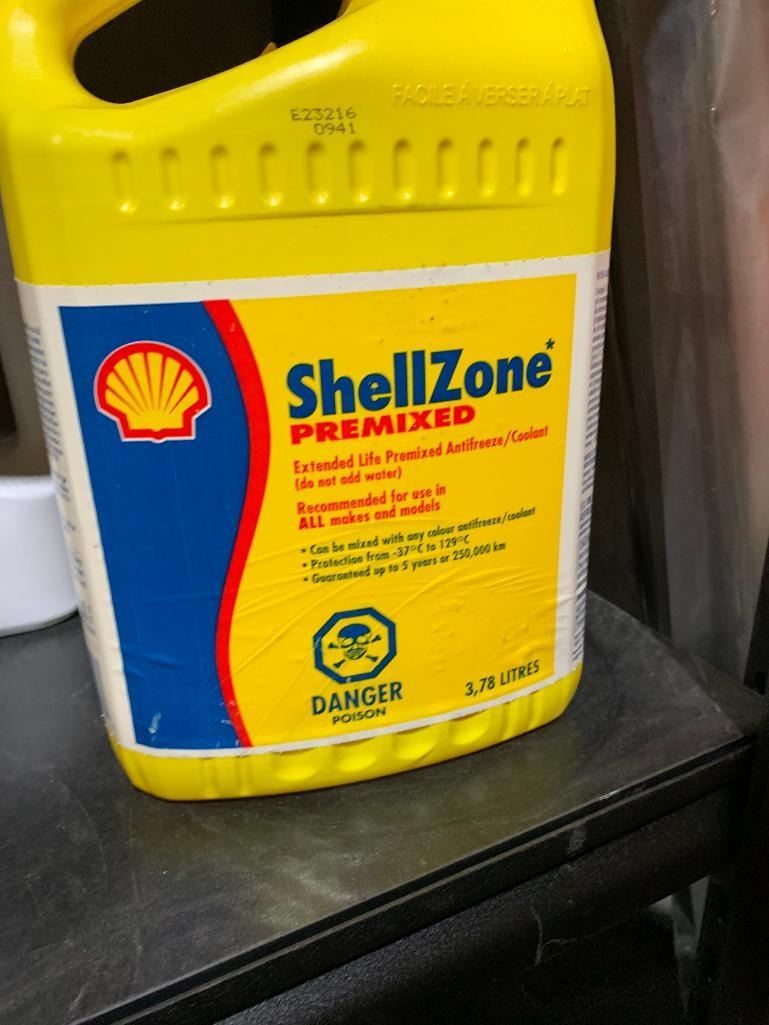 FACILE À VERSER À PLAT
E23216
0941
ShellZone*
PREMIXED
Extended Life Premixed Antifreeze/Coolant
(do not add water)
Recommended for use in
ALL makes and models
• Can be mixed with any colour antifreeze/coolant
• Protection from -37°C to 129°C
• Guaranteed up to 5 years or 250,000 km
DANGER
POISON
3,78 LITRES